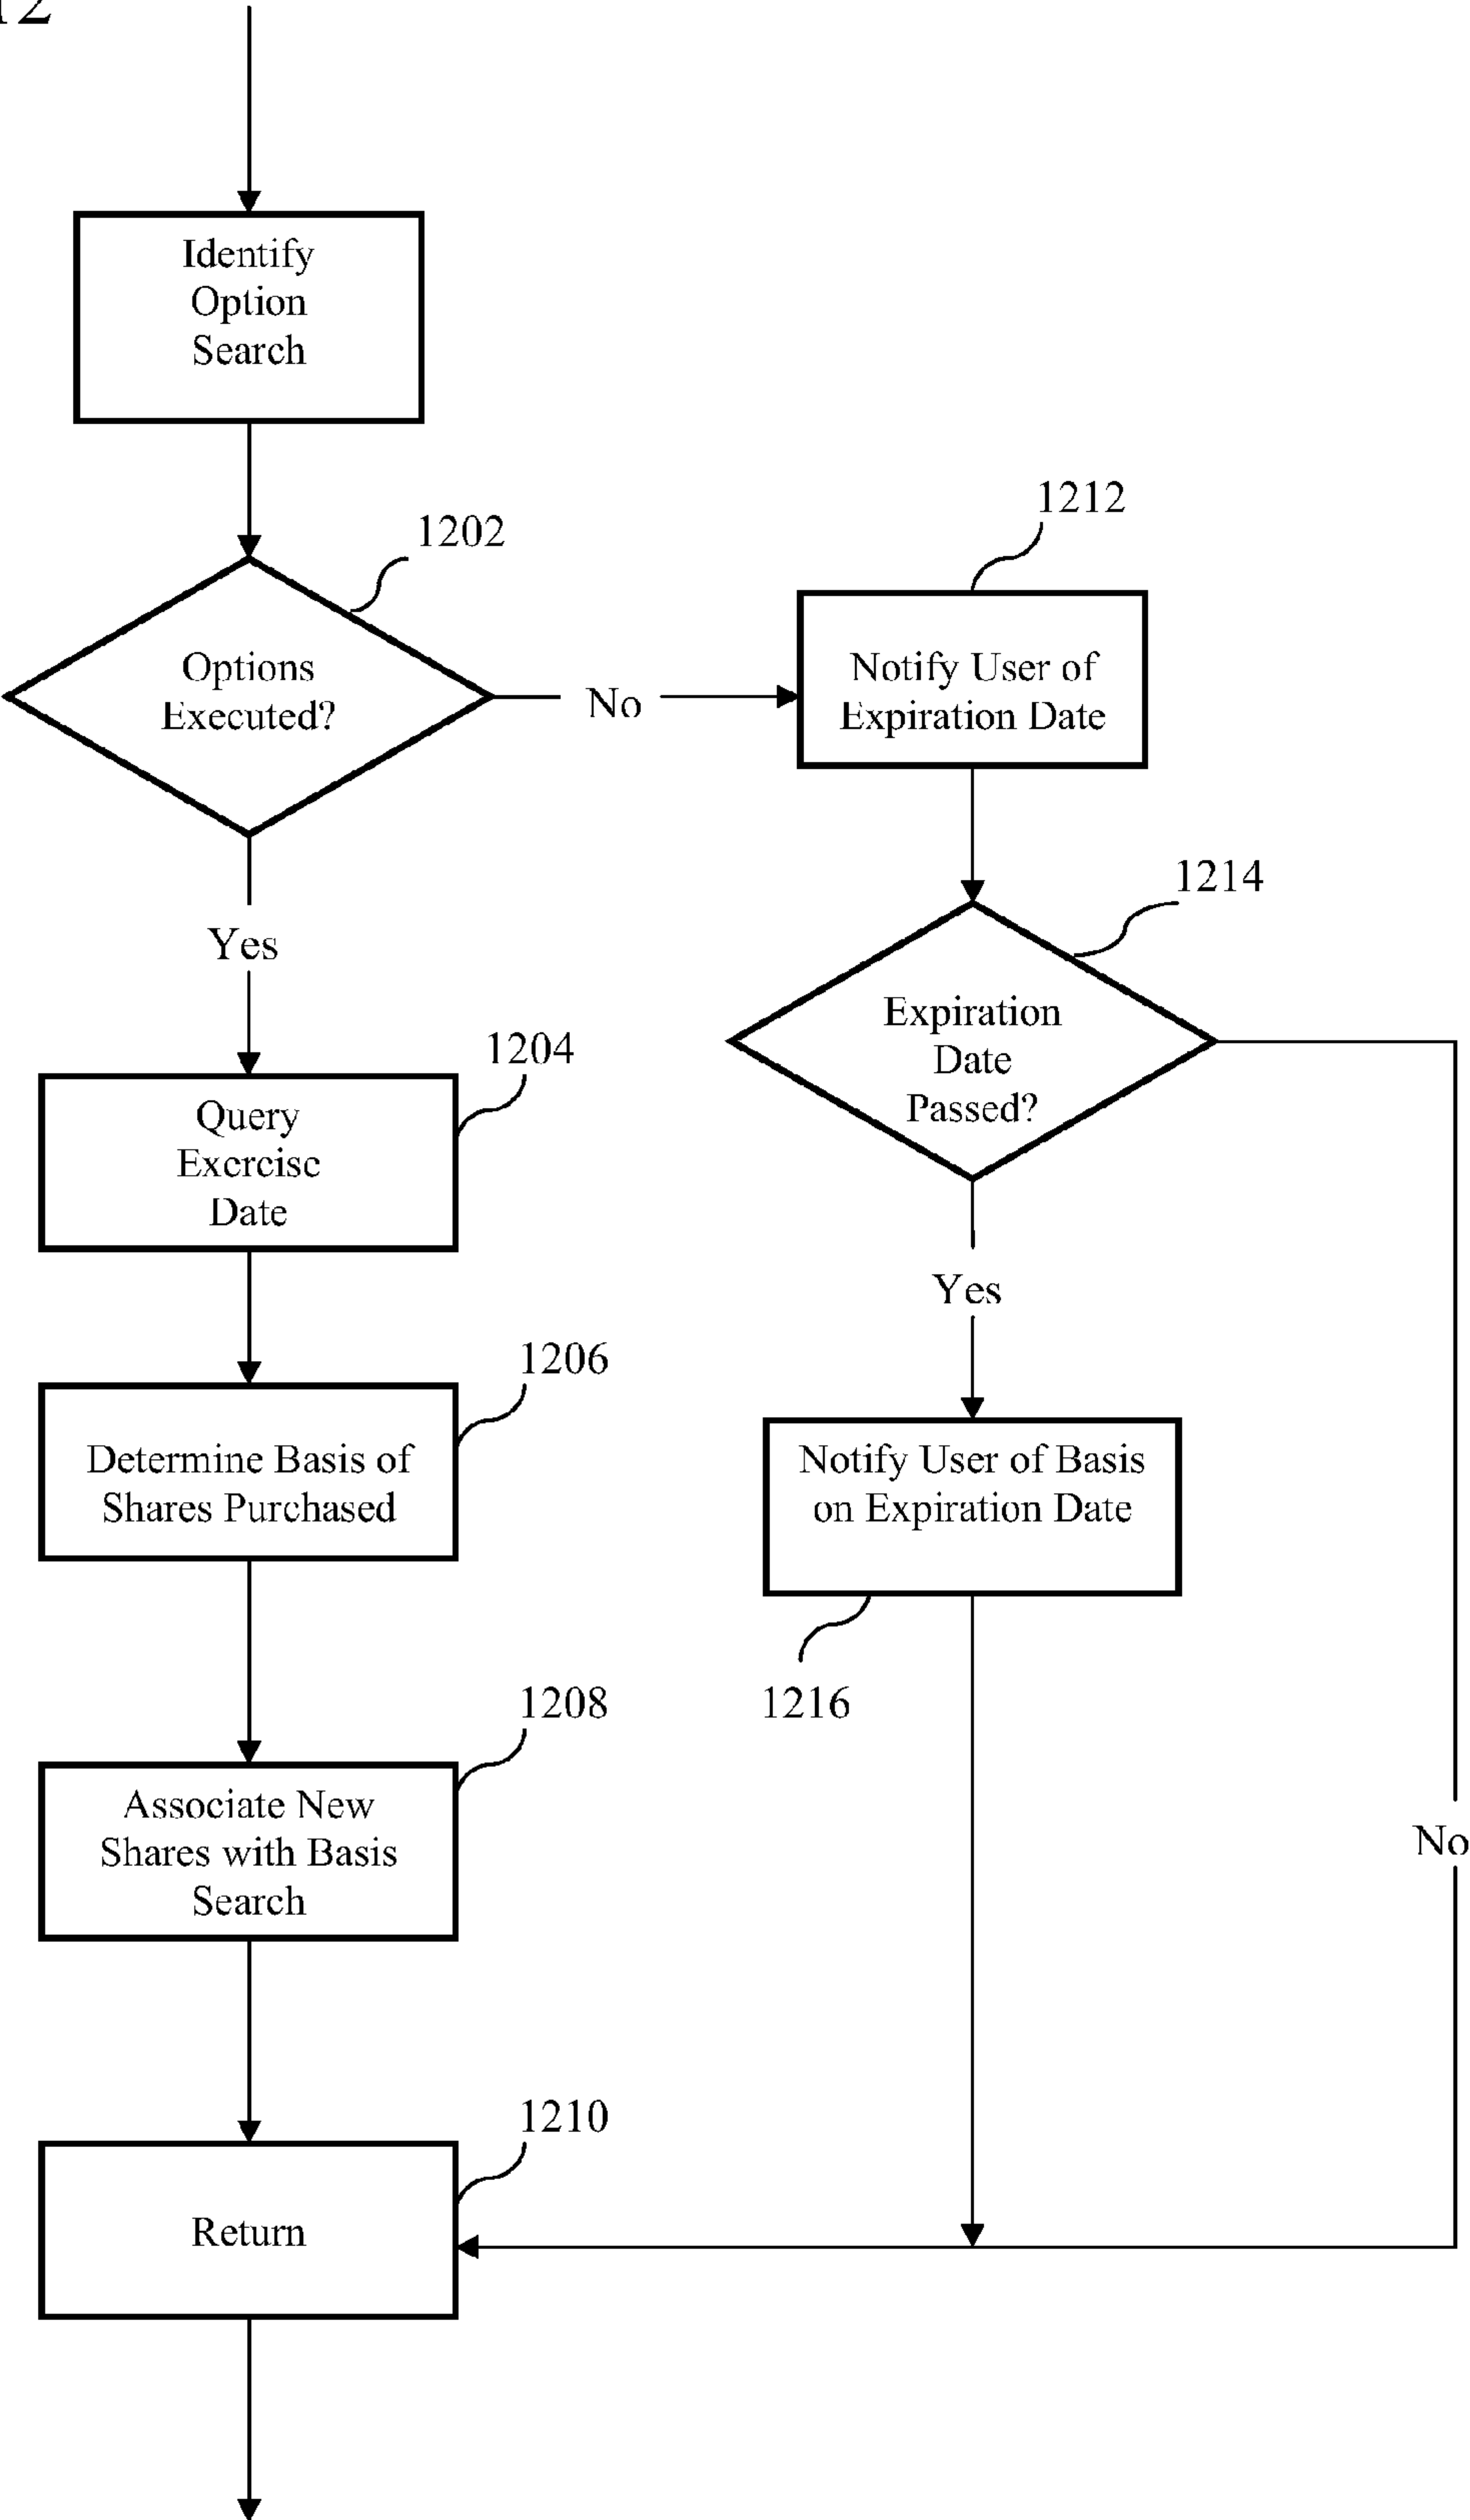 12
Identify
Option
Search
1202
Options
Executed?
No
1212
Notify User of
Expiration Date
1214
Expiration
Date
Passed?
Yes
1204
Query
Exercise
Date
Yes
1206
Determine Basis of
Shares Purchased
Notify User of Basis
on Expiration Date
1216
1208
Associate New
Shares with Basis
Search
No
1210
Return